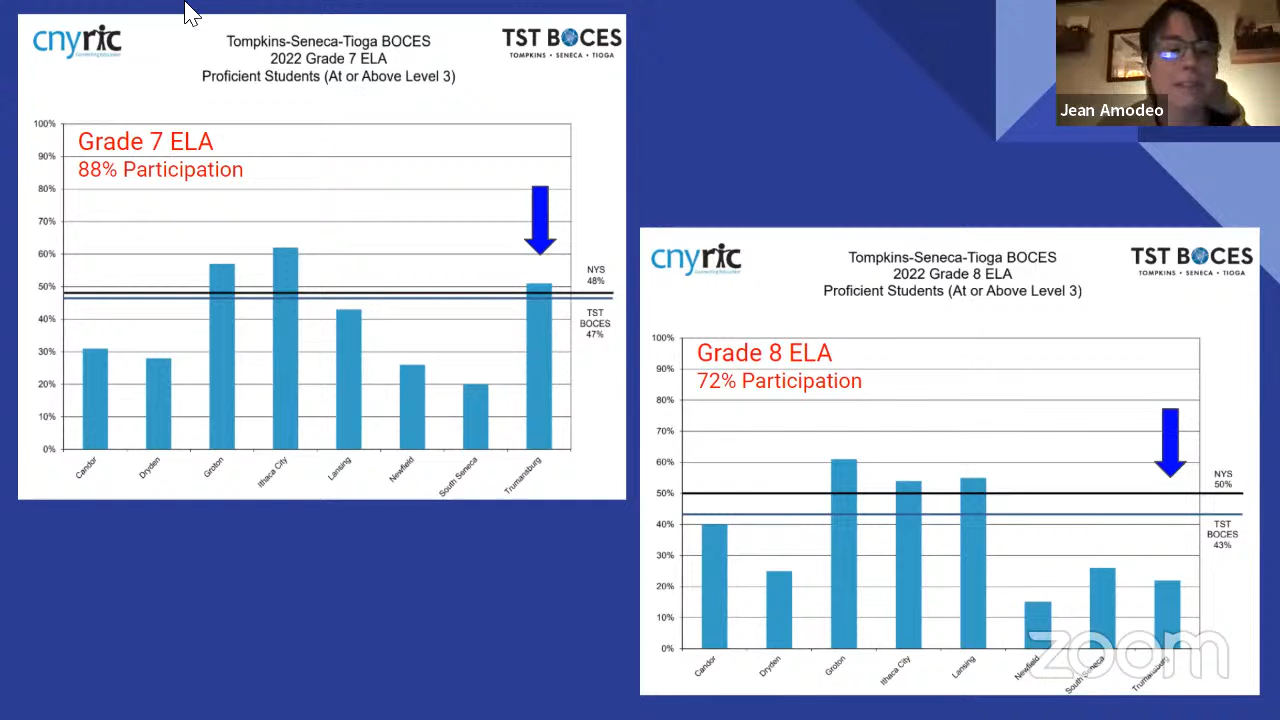 cnyric
Connecting Education
Tompkins-Seneca-Tioga BOCES
2022 Grade 7 ELA
Proficient Students (At or Above Level 3)
TST BOCES
TOMPKINS • SENECA • TIOGA
Grade 7 ELA
88% Participation
100%
90%
80%
70%
60%
50%
40%
30%
20%
10%
0%
NYS
48%
TST
BOCES
47%
Candor
Dryden
Groton
Ithaca City
Lansing
Newfield
South Seneca
Trumansburg
Jean Amodeo
cnyric
Connecting Education
Tompkins-Seneca-Tioga BOCES
2022 Grade 8 ELA
Proficient Students (At or Above Level 3)
TST BOCES
TOMPKINS • SENECA • TIOGA
Grade 8 ELA
72% Participation
100%
90%
80%
70%
60%
50%
40%
30%
20%
10%
0%
NYS
50%
TST
BOCES
43%
Candor
Dryden
Groton
Ithaca City
Lansing
Newfield
South Seneca
Trumansburg
zoom